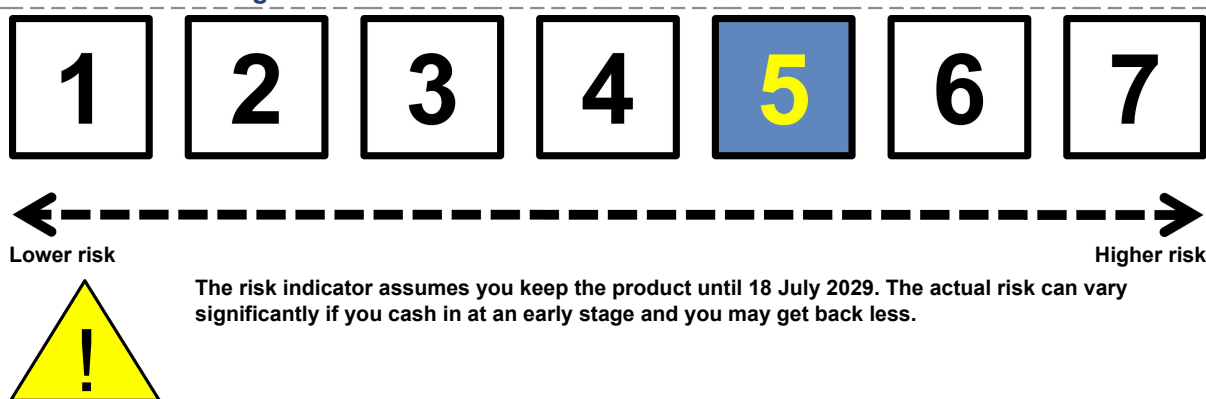 1 2 3 4 5 6 7
Lower risk Higher risk
The risk indicator assumes you keep the product until 18 July 2029. The actual risk can vary
significantly if you cash in at an early stage and you may get back less.
!